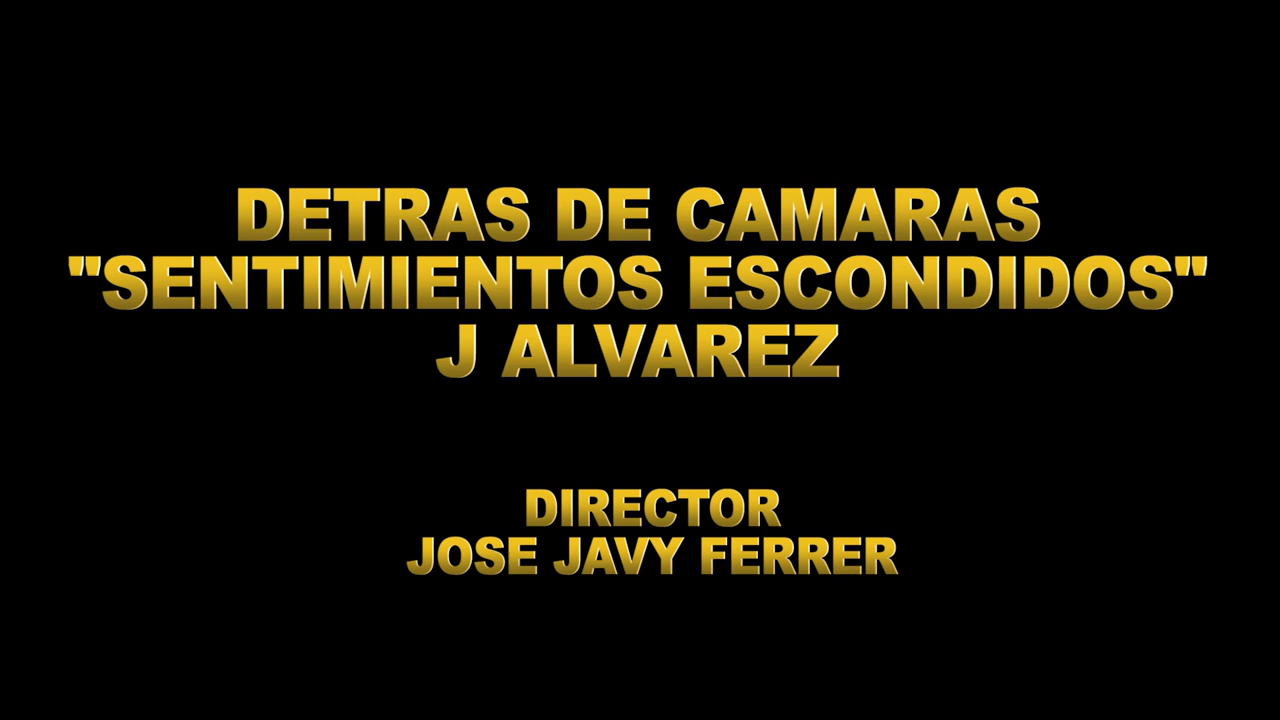 DETRAS DE CAMARAS
"SENTIMIENTOS ESCONDIDOS"
J ALVAREZ
DIRECTOR
JOSE JAVY FERRER